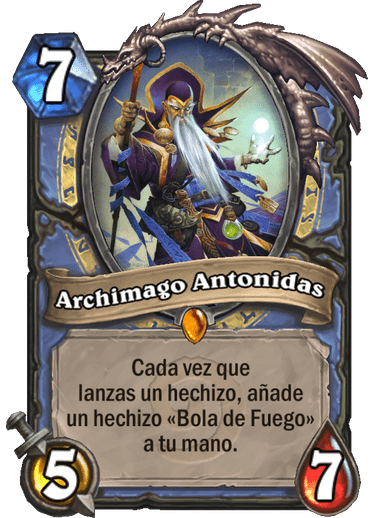 7
Archimago Antonidas
Cada vez que
lanzas un hechizo, añade
un hechizo «Bola de Fuego»
a tu mano.
5
7